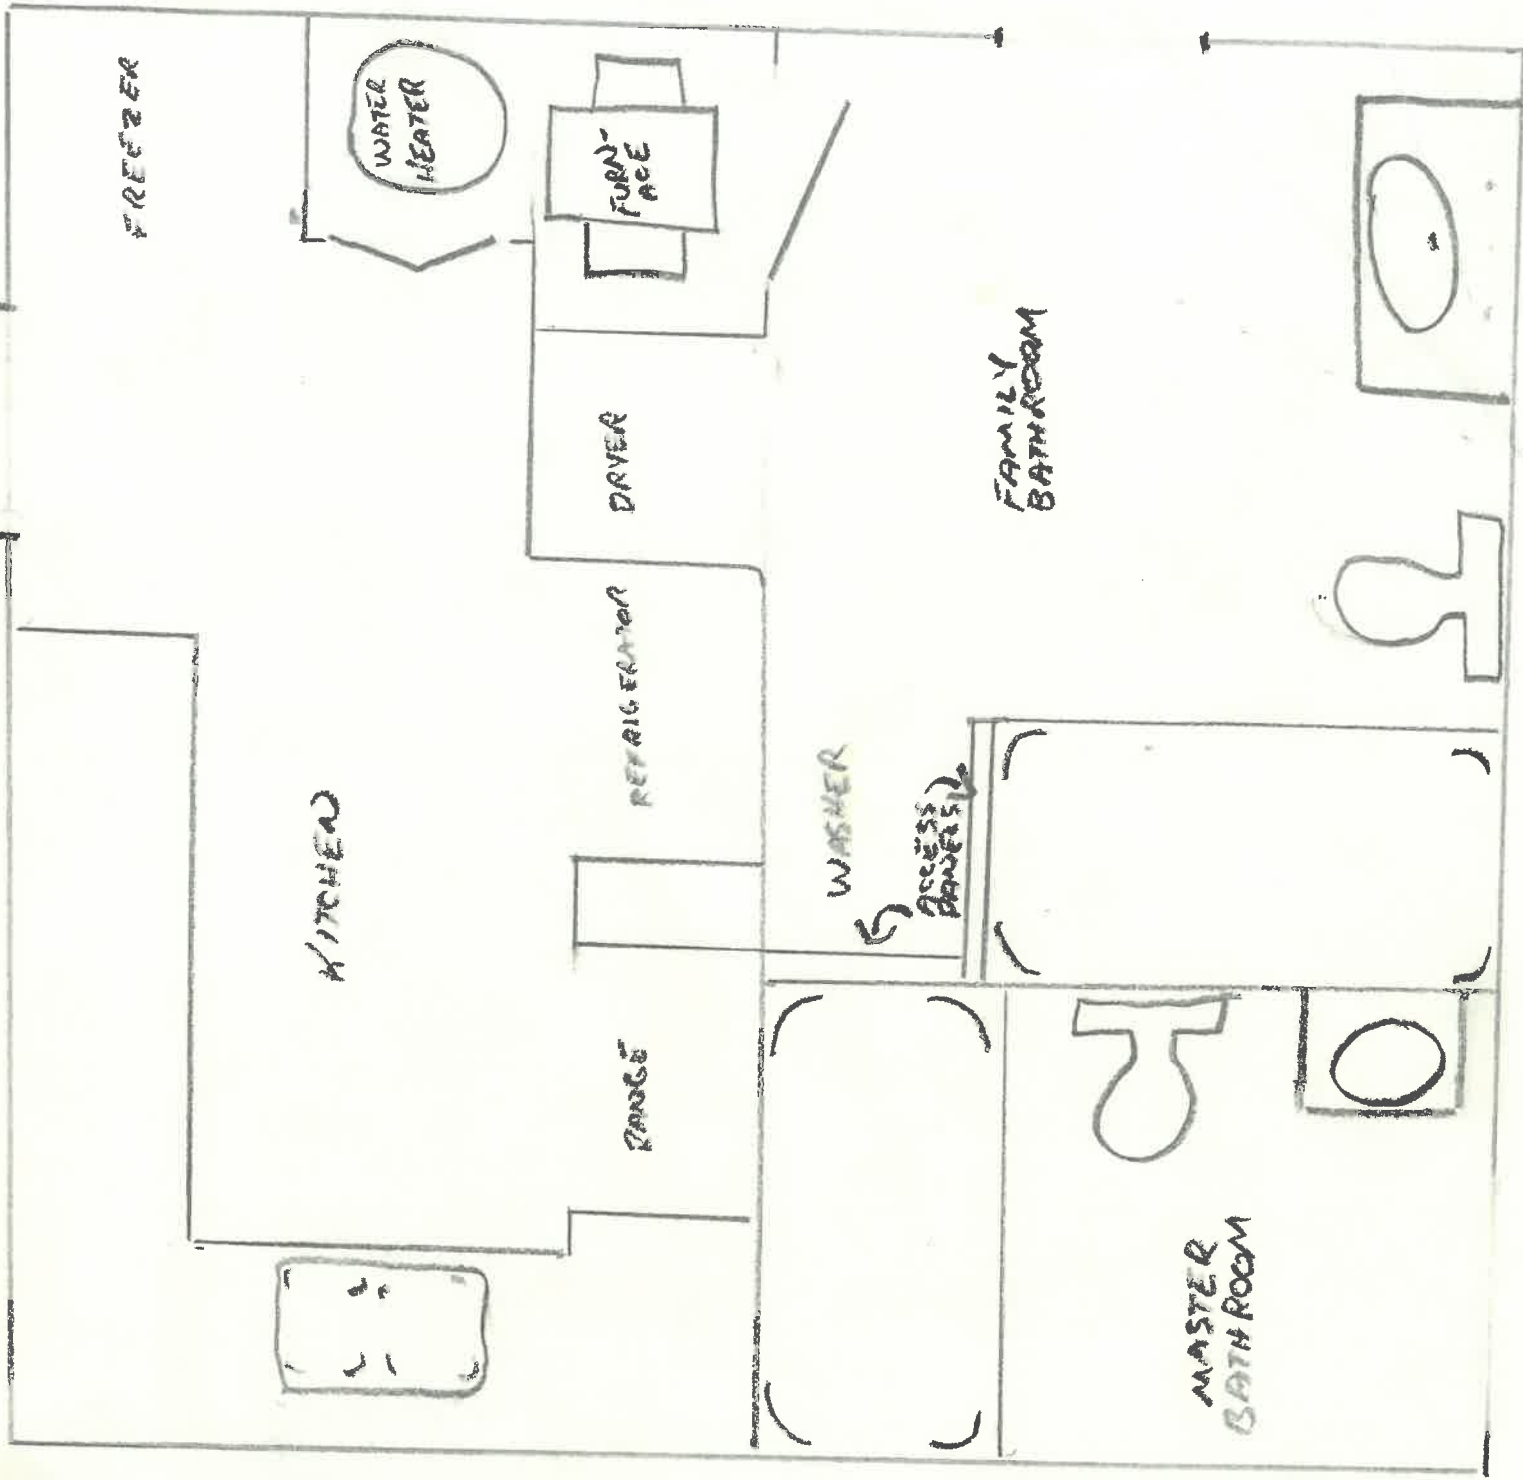 FREEZER
WATER
HEATER
FURN-
ACE
DRYER
REFRIGERATOR
KITCHEN
RANGE
WASHER
ACCESS
PANELS
FAMILY
BATHROOM
MASTER
BATHROOM